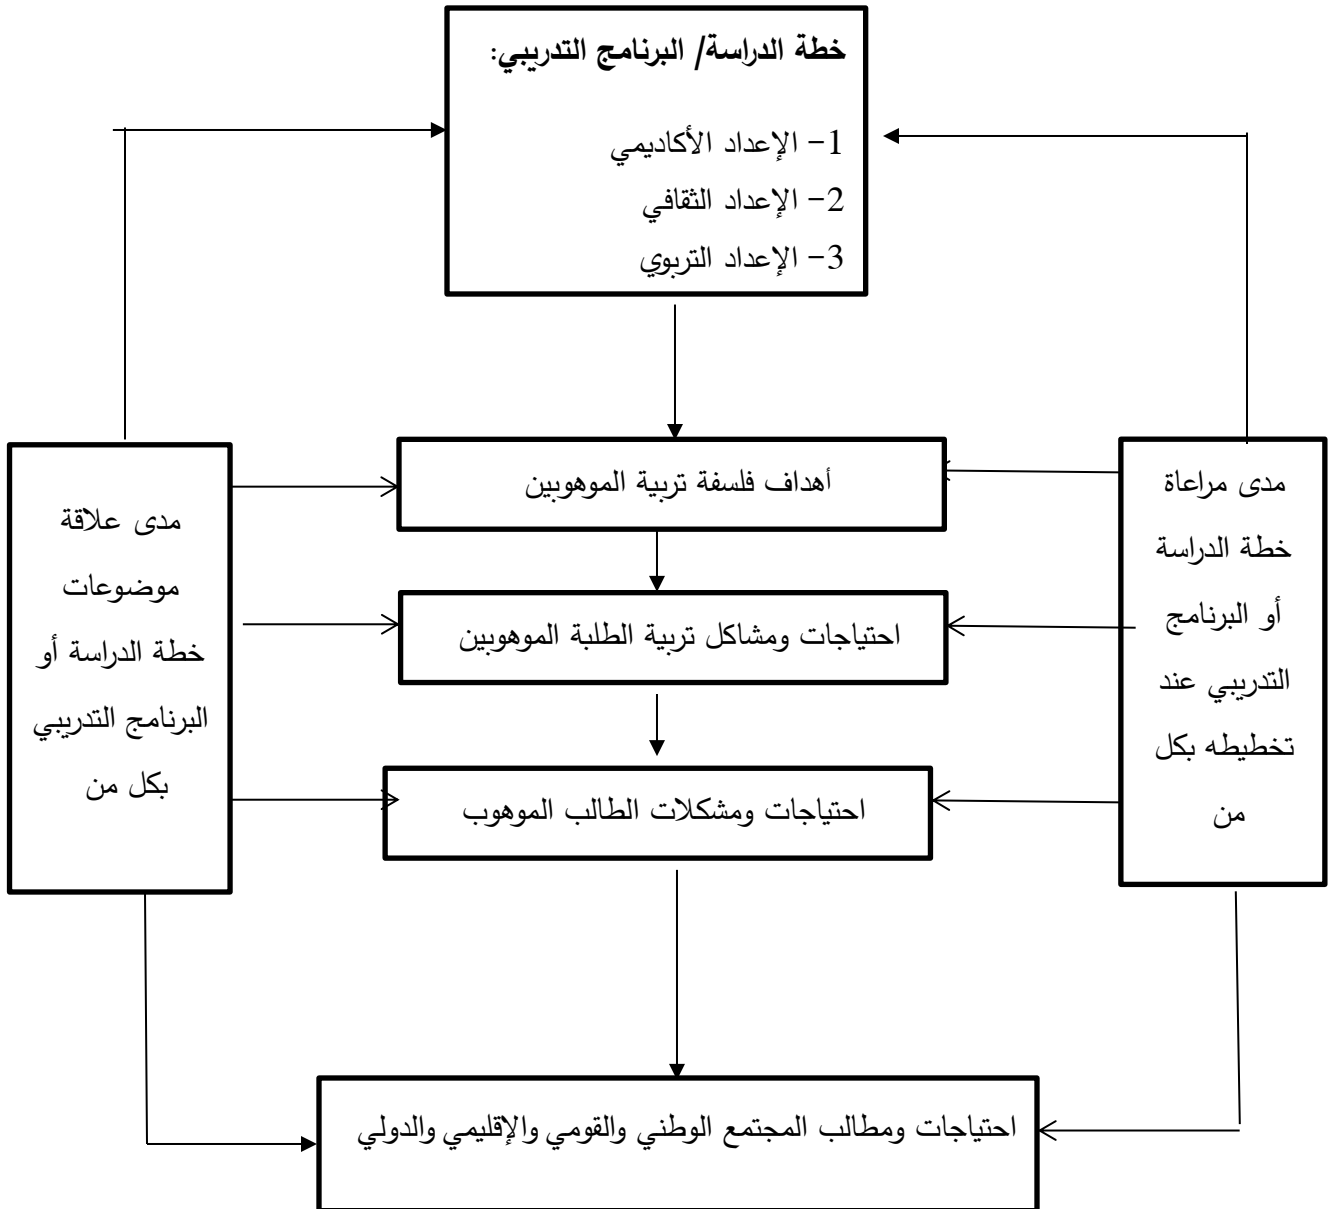 خطة الدراسة/ البرنامج التدريبي:
1- الإعداد الأكاديمي
2- الإعداد الثقافي
3- الإعداد التربوي
مدى مراعاة
خطة الدراسة
أو البرنامج
التدريبي عند
تخطيطه بكل
من
أهداف فلسفة تربية الموهوبين
احتياجات ومشاكل تربية الطلبة الموهوبين
احتياجات ومشكلات الطالب الموهوب
مدى علاقة
موضوعات
خطة الدراسة أو
البرنامج التدريبي
بكل من
احتياجات ومطالب المجتمع الوطني والقومي والإقليمي والدولي